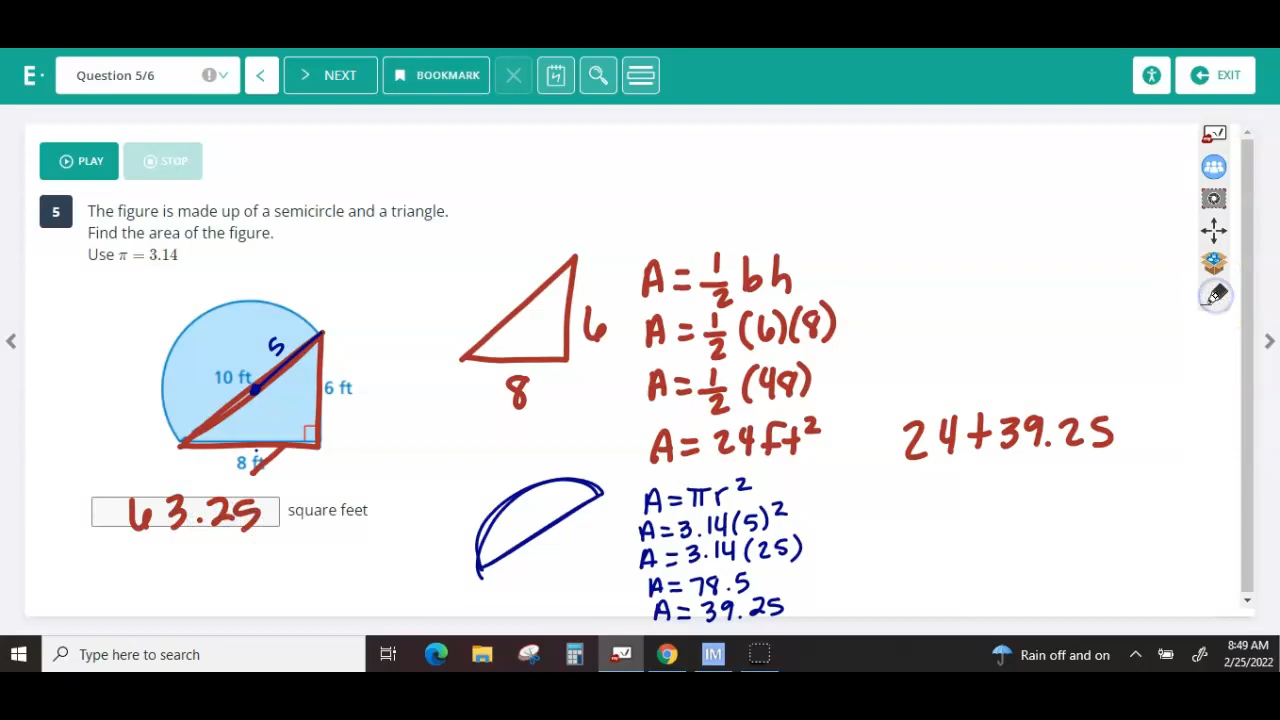 E·
Question 5/6
NEXT
BOOKMARK
EXIT
PLAY
STOP
5
The figure is made up of a semicircle and a triangle.
Find the area of the figure.
Use π = 3.14
5
10 ft
6 ft
8 ft
63.25 square feet
6
8
A = 1/2 bh
A = 1/2 (6)(8)
A = 1/2 (48)
A = 24 ft²
24 + 39.25
A = πr²
A = 3.14(5)²
A = 3.14(25)
A = 78.5
A = 39.25
Type here to search
IM
Rain off and on
8:49 AM
2/25/2022